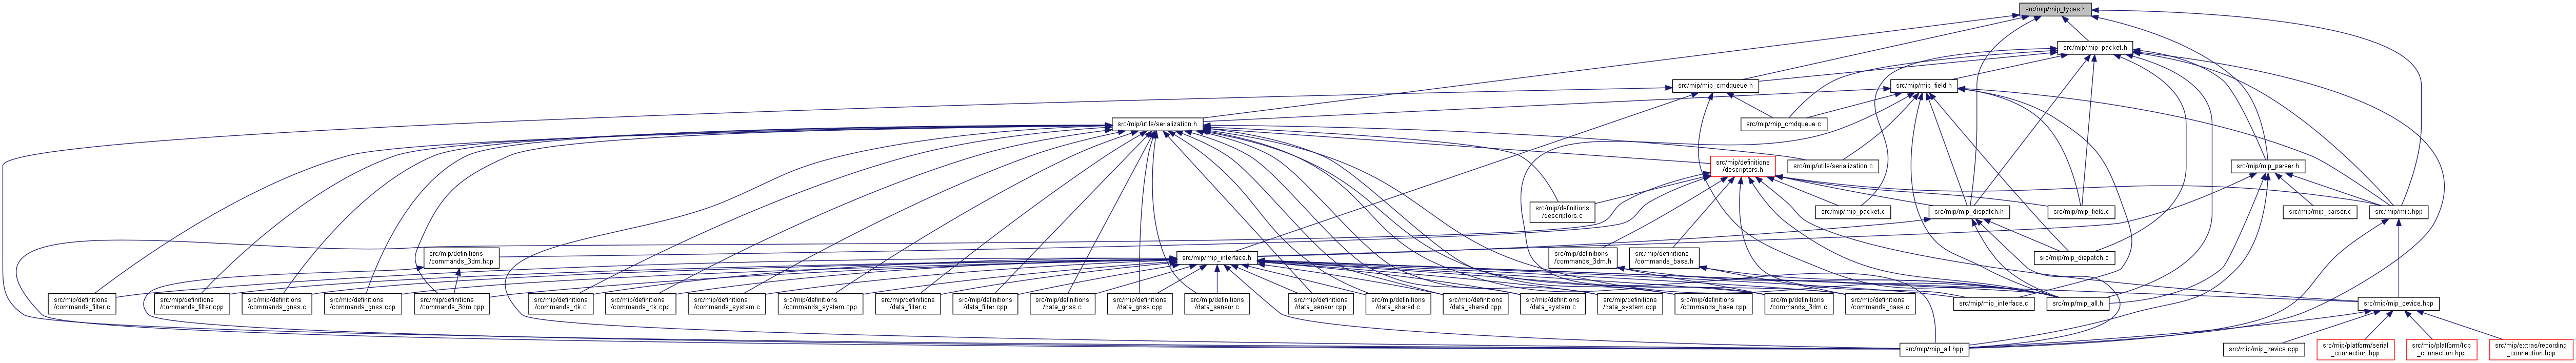 src/mip/mip_types.h
src/mip/mip_packet.h
src/mip/mip_cmdqueue.h
src/mip/mip_field.h
src/mip/utils/serialization.h
src/mip/mip_cmdqueue.c
src/mip/definitions
/descriptors.h
src/mip/utils/serialization.c
src/mip/mip_parser.h
src/mip/definitions
/descriptors.c
src/mip/mip_packet.c
src/mip/mip_dispatch.h
src/mip/mip_field.c
src/mip/mip_parser.c
src/mip/mip.hpp
src/mip/definitions
/commands_3dm.hpp
src/mip/mip_interface.h
src/mip/definitions
/commands_3dm.h
src/mip/definitions
/commands_base.h
src/mip/mip_dispatch.c
src/mip/definitions
/commands_filter.c
src/mip/definitions
/commands_filter.cpp
src/mip/definitions
/commands_gnss.c
src/mip/definitions
/commands_gnss.cpp
src/mip/definitions
/commands_3dm.cpp
src/mip/definitions
/commands_rtk.c
src/mip/definitions
/commands_rtk.cpp
src/mip/definitions
/commands_system.c
src/mip/definitions
/commands_system.cpp
src/mip/definitions
/data_filter.c
src/mip/definitions
/data_filter.cpp
src/mip/definitions
/data_gnss.c
src/mip/definitions
/data_gnss.cpp
src/mip/definitions
/data_sensor.c
src/mip/definitions
/data_sensor.cpp
src/mip/definitions
/data_shared.c
src/mip/definitions
/data_shared.cpp
src/mip/definitions
/data_system.c
src/mip/definitions
/data_system.cpp
src/mip/definitions
/commands_base.cpp
src/mip/definitions
/commands_3dm.c
src/mip/definitions
/commands_base.c
src/mip/mip_interface.c
src/mip/mip_all.h
src/mip/mip_device.hpp
src/mip/mip_all.hpp
src/mip/mip_device.cpp
src/mip/platform/serial
_connection.hpp
src/mip/platform/tcp
_connection.hpp
src/mip/extras/recording
_connection.hpp